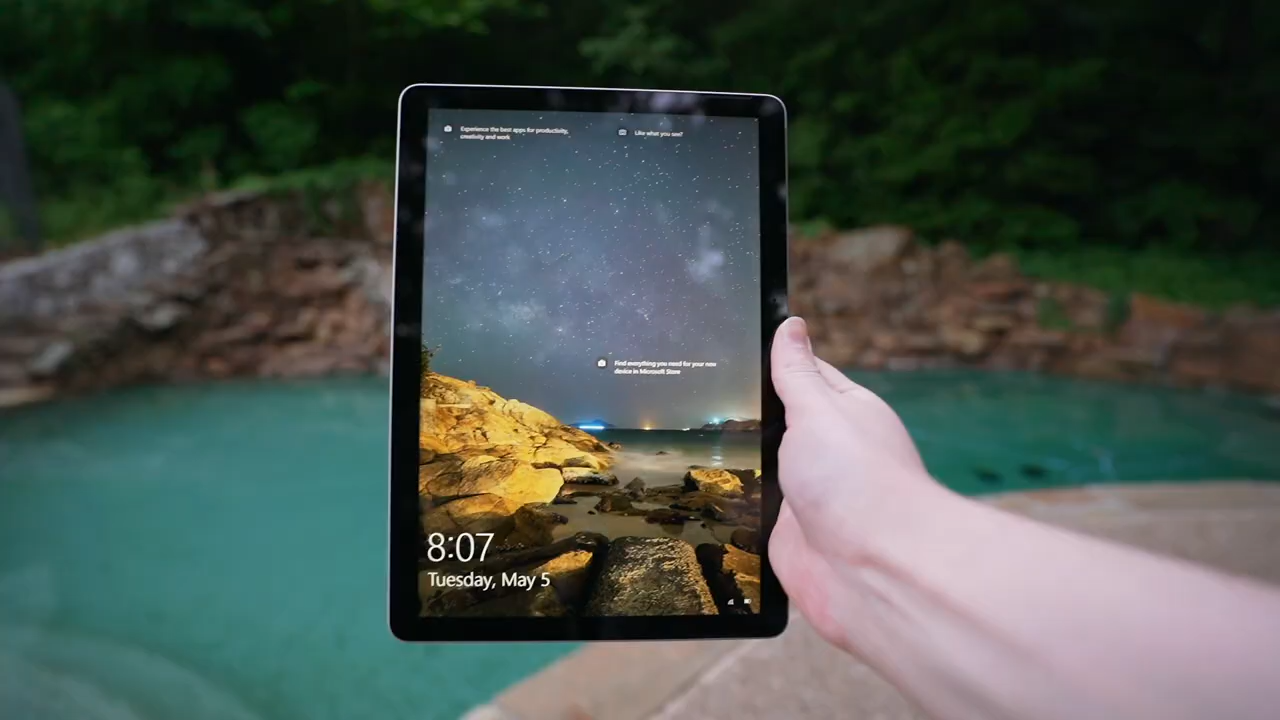 Experience the best apps for productivity,
creativity and work
Like what you see?
Find everything you need for your new
device in Microsoft Store
8:07
Tuesday, May 5